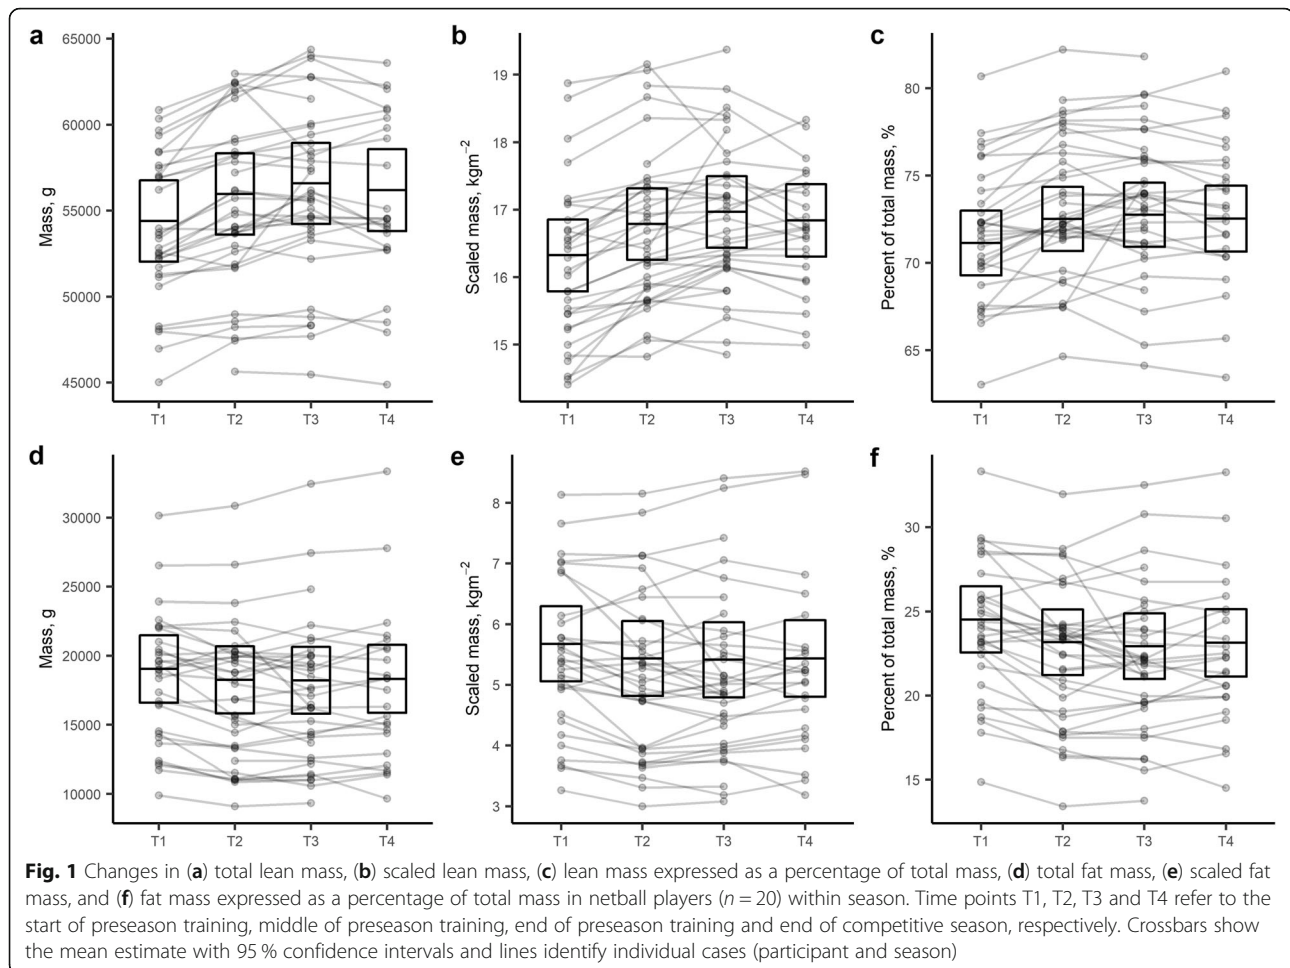 a
65000
60000
55000
50000
45000
Mass, g
T1 T2 T3 T4
b
19
18
17
16
15
Scaled mass, kgm⁻²
T1 T2 T3 T4
c
80
75
70
65
Percent of total mass, %
T1 T2 T3 T4
d
30000
25000
20000
15000
10000
Mass, g
T1 T2 T3 T4
e
8
7
6
5
4
3
Scaled mass, kgm⁻²
T1 T2 T3 T4
f
30
25
20
15
Percent of total mass, %
T1 T2 T3 T4
Fig. 1 Changes in (a) total lean mass, (b) scaled lean mass, (c) lean mass expressed as a percentage of total mass, (d) total fat mass, (e) scaled fat
mass, and (f) fat mass expressed as a percentage of total mass in netball players (n = 20) within season. Time points T1, T2, T3 and T4 refer to the
start of preseason training, middle of preseason training, end of preseason training and end of competitive season, respectively. Crossbars show
the mean estimate with 95 % confidence intervals and lines identify individual cases (participant and season)